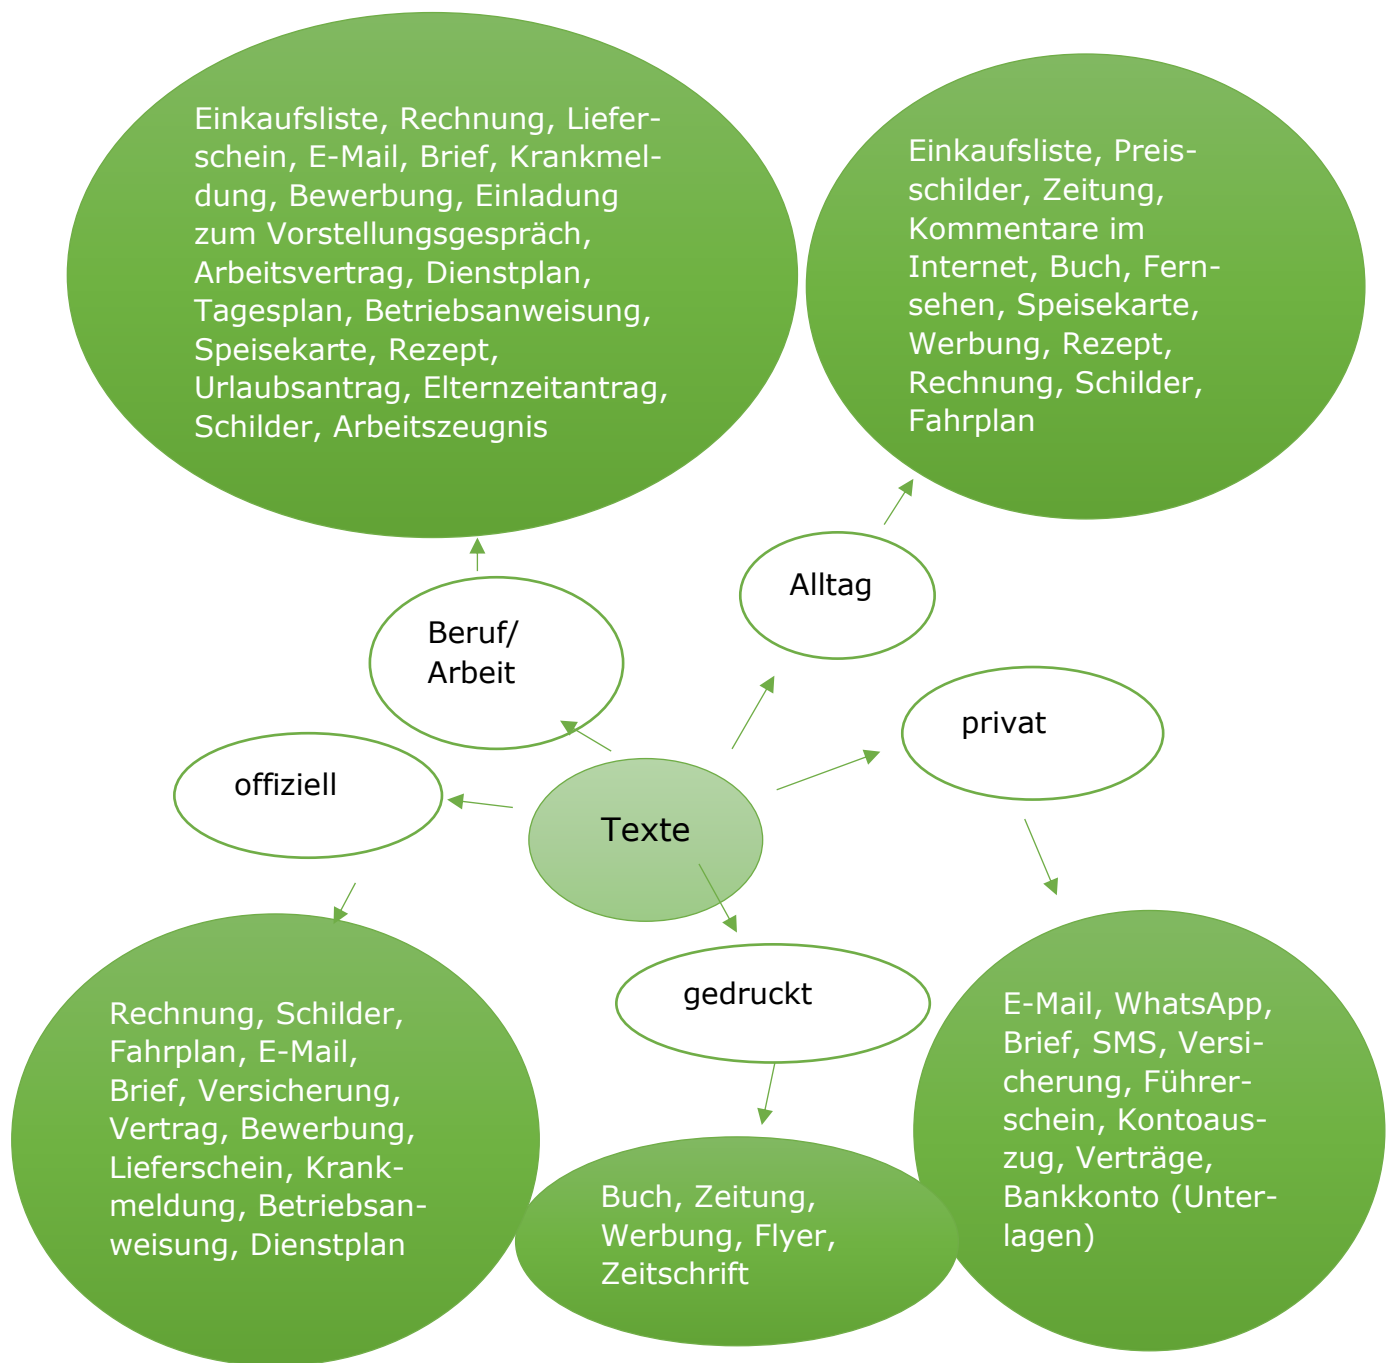 Einkaufsliste, Rechnung, Liefer-
schein, E-Mail, Brief, Krankmel-
dung, Bewerbung, Einladung
zum Vorstellungsgespräch,
Arbeitsvertrag, Dienstplan,
Tagesplan, Betriebsanweisung,
Speisekarte, Rezept,
Urlaubsantrag, Elternzeitantrag,
Schilder, Arbeitszeugnis
Einkaufsliste, Preis-
schilder, Zeitung,
Kommentare im
Internet, Buch, Fern-
sehen, Speisekarte,
Werbung, Rezept,
Rechnung, Schilder,
Fahrplan
Alltag
Beruf/
Arbeit
privat
offiziell
Texte
gedruckt
Rechnung, Schilder,
Fahrplan, E-Mail,
Brief, Versicherung,
Vertrag, Bewerbung,
Lieferschein, Krank-
meldung, Betriebsan-
weisung, Dienstplan
Buch, Zeitung,
Werbung, Flyer,
Zeitschrift
E-Mail, WhatsApp,
Brief, SMS, Versi-
cherung, Führer-
schein, Kontoaus-
zug, Verträge,
Bankkonto (Unter-
lagen)